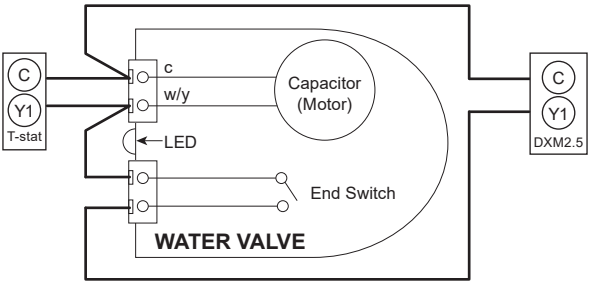 C
Y1
T-stat
c
w/y
LED
Capacitor
(Motor)
End Switch
WATER VALVE
C
Y1
DXM2.5